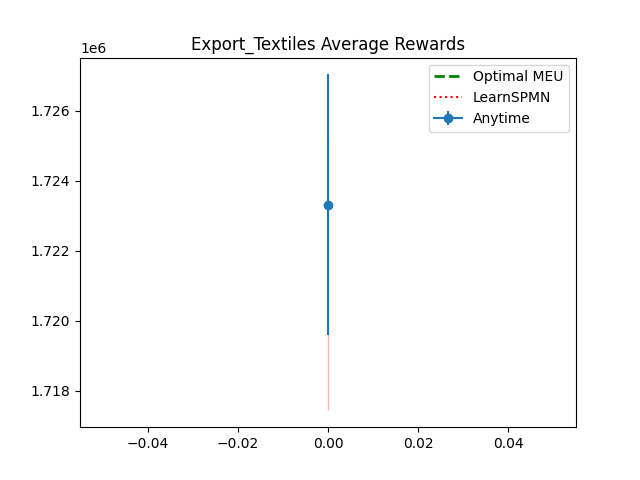 Export_Textiles Average Rewards
1e6
Optimal MEU
LearnSPMN
Anytime
1.726
1.724
1.722
1.720
1.718
−0.04 −0.02 0.00 0.02 0.04